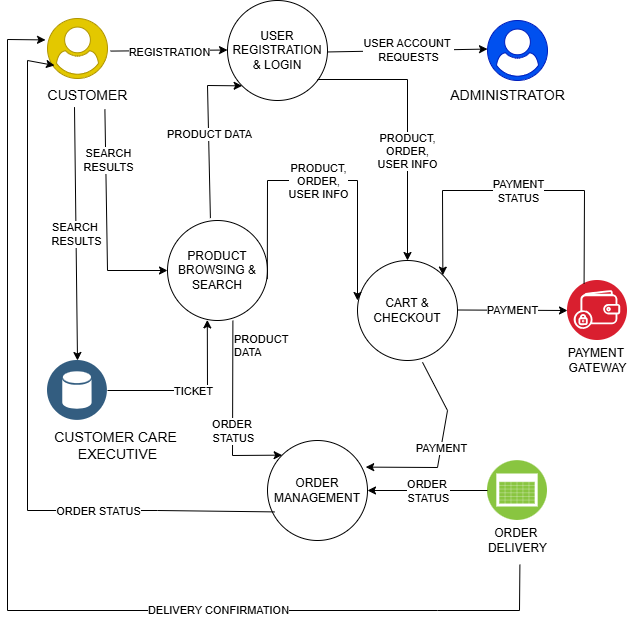 USER
REGISTRATION
& LOGIN
REGISTRATION
USER ACCOUNT
REQUESTS
CUSTOMER
ADMINISTRATOR
PRODUCT DATA
PRODUCT,
ORDER,
USER INFO
SEARCH
RESULTS
PRODUCT,
ORDER,
USER INFO
PAYMENT
STATUS
SEARCH
RESULTS
PRODUCT
BROWSING &
SEARCH
CART &
CHECKOUT
PAYMENT
PRODUCT
DATA
PAYMENT
GATEWAY
TICKET
CUSTOMER CARE
EXECUTIVE
ORDER
STATUS
PAYMENT
ORDER
MANAGEMENT
ORDER
STATUS
ORDER STATUS
ORDER
DELIVERY
DELIVERY CONFIRMATION